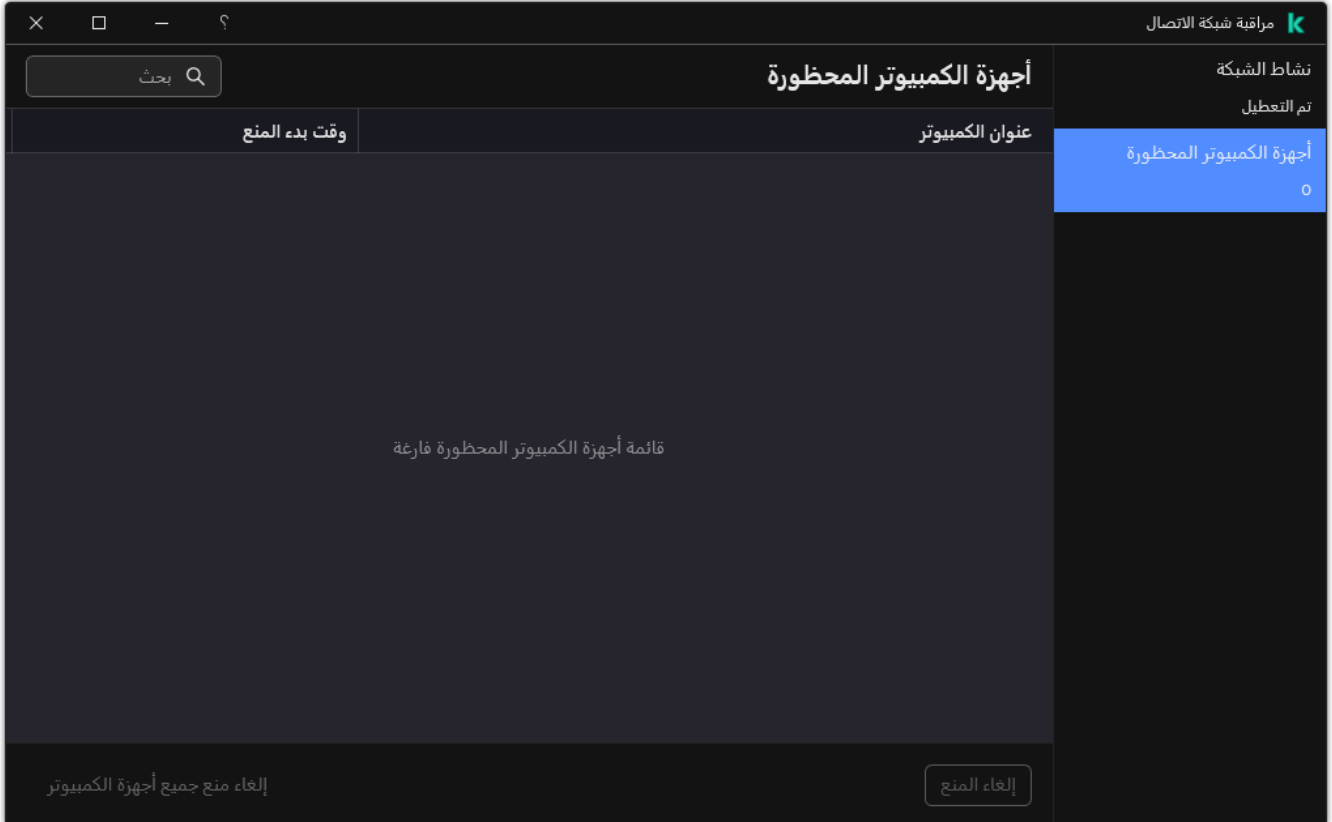 مراقبة شبكة الاتصال
؟
نشاط الشبكة
تم التعطيل
أجهزة الكمبيوتر المحظورة
0
أجهزة الكمبيوتر المحظورة
بحث
عنوان الكمبيوتر
وقت بدء المنع
قائمة أجهزة الكمبيوتر المحظورة فارغة
إلغاء المنع
إلغاء منع جميع أجهزة الكمبيوتر